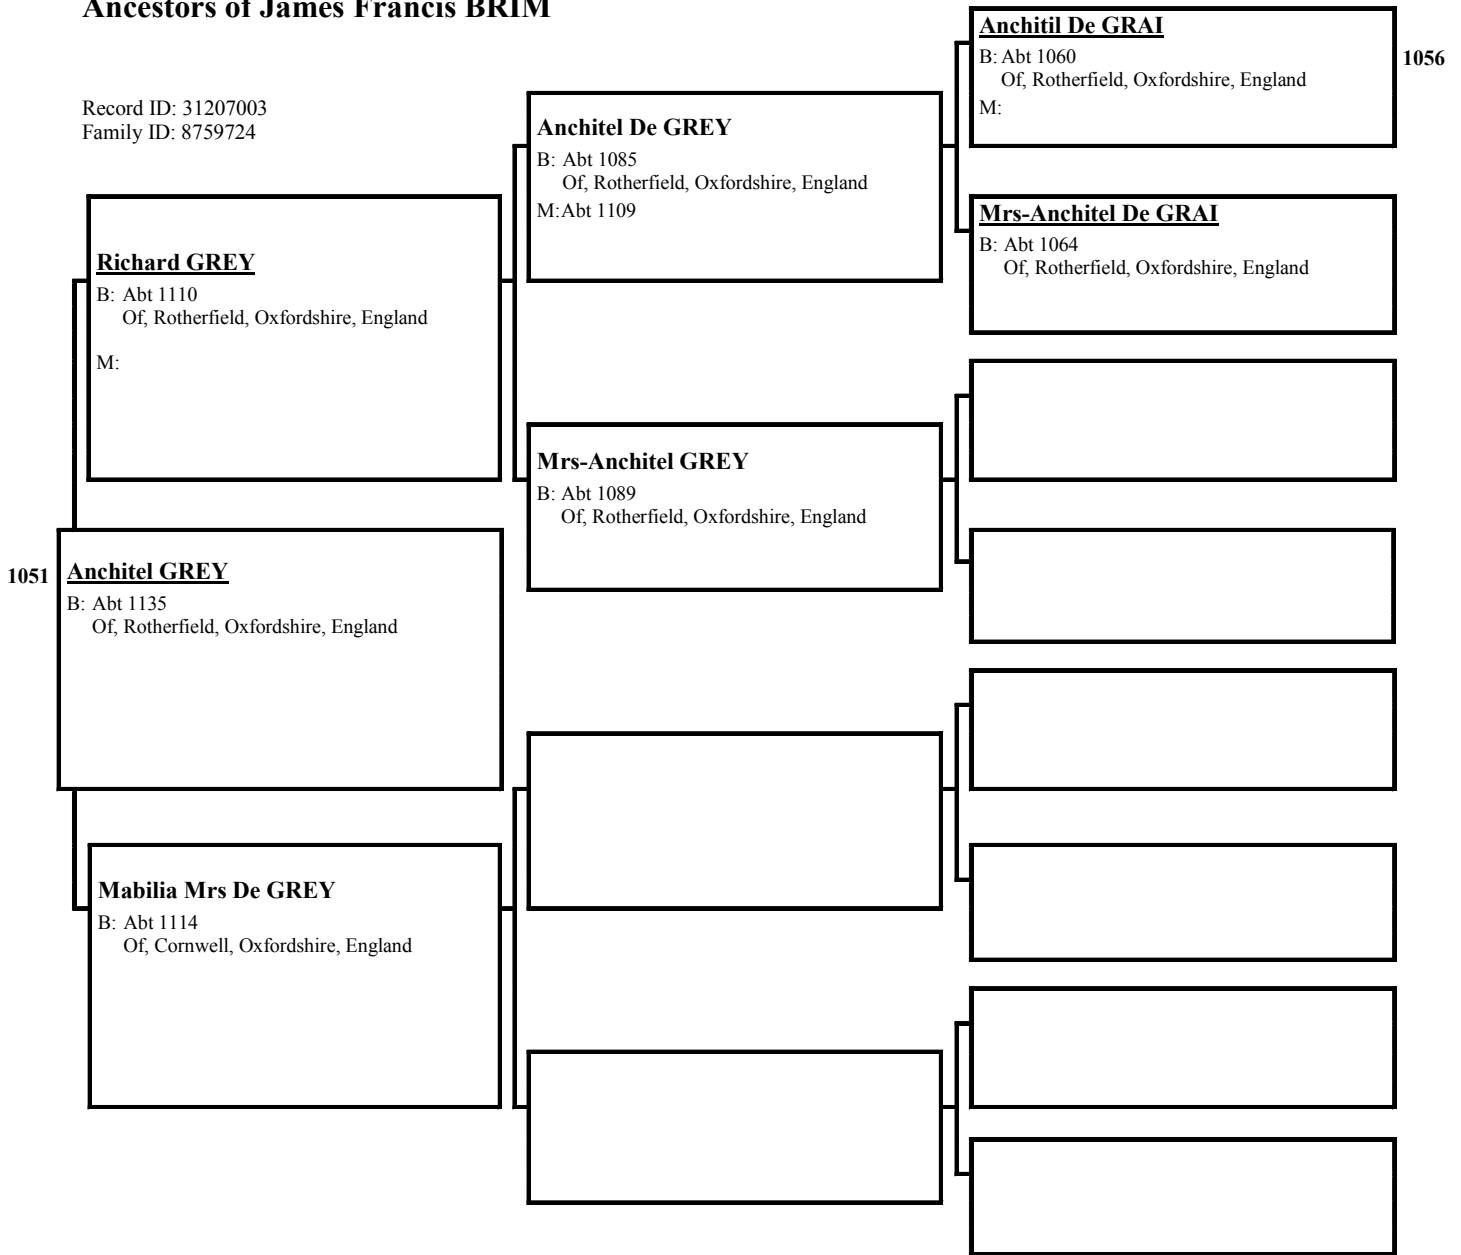 Ancestors of James Francis BRIM
Record ID: 31207003
Family ID: 8759724
Anchitil De GRAI
B: Abt 1060
Of, Rotherfield, Oxfordshire, England
M:
1056
Anchitel De GREY
B: Abt 1085
Of, Rotherfield, Oxfordshire, England
M:Abt 1109
Mrs-Anchitel De GRAI
B: Abt 1064
Of, Rotherfield, Oxfordshire, England
Richard GREY
B: Abt 1110
Of, Rotherfield, Oxfordshire, England
M:
Mrs-Anchitel GREY
B: Abt 1089
Of, Rotherfield, Oxfordshire, England
1051
Anchitel GREY
B: Abt 1135
Of, Rotherfield, Oxfordshire, England
Mabilia Mrs De GREY
B: Abt 1114
Of, Cornwell, Oxfordshire, England